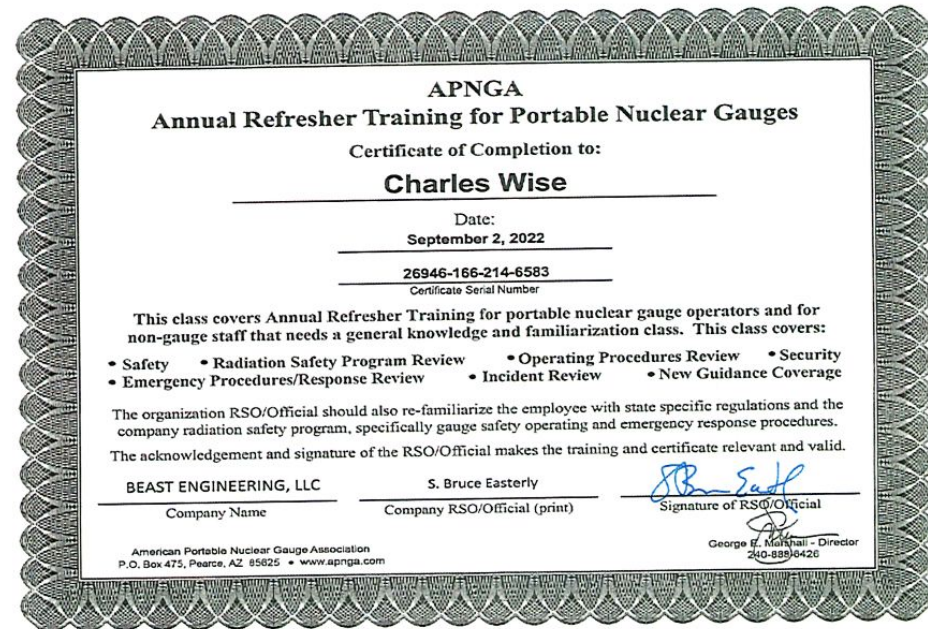 APNGA
Annual Refresher Training for Portable Nuclear Gauges
Certificate of Completion to:
Charles Wise
Date:
September 2, 2022
26946-166-214-6583
Certificate Serial Number
This class covers Annual Refresher Training for portable nuclear gauge operators and for
non-gauge staff that needs a general knowledge and familiarization class. This class covers:
• Safety • Radiation Safety Program Review • Operating Procedures Review • Security
• Emergency Procedures/Response Review • Incident Review • New Guidance Coverage
The organization RSO/Official should also re-familiarize the employee with state specific regulations and the
company radiation safety program, specifically gauge safety operating and emergency response procedures.
The acknowledgement and signature of the RSO/Official makes the training and certificate relevant and valid.
BEAST ENGINEERING, LLC S. Bruce Easterly
Company Name Company RSO/Official (print) Signature of RSO/Official
American Portable Nuclear Gauge Association George R. Marshall - Director
P.O. Box 475, Pearce, AZ 85625 • www.apnga.com 240-888-6426